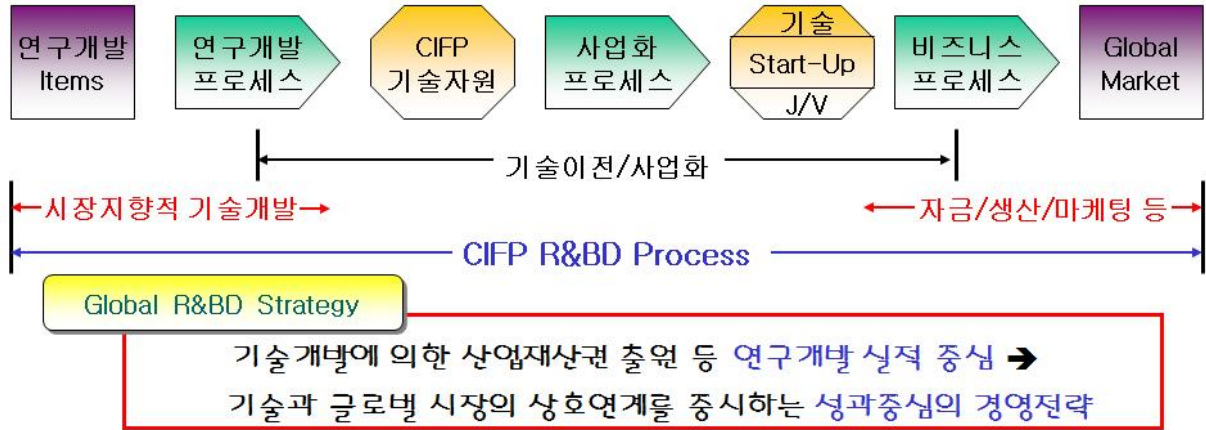 연구개발
Items
연구개발
프로세스
CIFP
기술자원
사업화
프로세스
기술
Start-Up
J/V
비즈니스
프로세스
Global
Market
기술이전/사업화
시장지향적 기술개발
자금/생산/마케팅 등
CIFP R&BD Process
Global R&BD Strategy
기술개발에 의한 산업재산권 출원 등 연구개발 실적 중심 ➔
기술과 글로벌 시장의 상호연계를 중시하는 성과중심의 경영전략